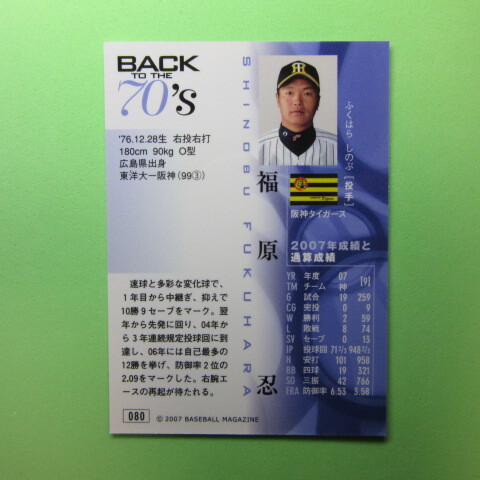 BACK
TO THE
70's
'76.12.28生 右投右打
180cm 90kg O型
広島県出身
東洋大―阪神(99③)
SHINOBU FUKUHARA
福原 忍
ふくはら しのぶ [投手]
阪神タイガース
2007年成績と
通算成績
YR 年度 07 [9]
TM チーム 神
G 試合 19 259
CG 完投 0 9
W 勝利 2 59
L 敗戦 8 74
SV セーブ 0 13
IP 投球回 71 2/3 948 2/3
H 安打 101 958
BB 四球 19 321
SO 三振 42 766
ERA 防御率 6.53 3.58
速球と多彩な変化球で、
1年目から中継ぎ、抑えで
10勝9セーブをマーク。翌
年から先発に回り、04年か
ら3年連続規定投球回に到
達し、06年には自己最多の
12勝を挙げ、防御率2位の
2.09をマークした。右腕エ
ースの再起が待たれる。
080
©2007 BASEBALL MAGAZINE